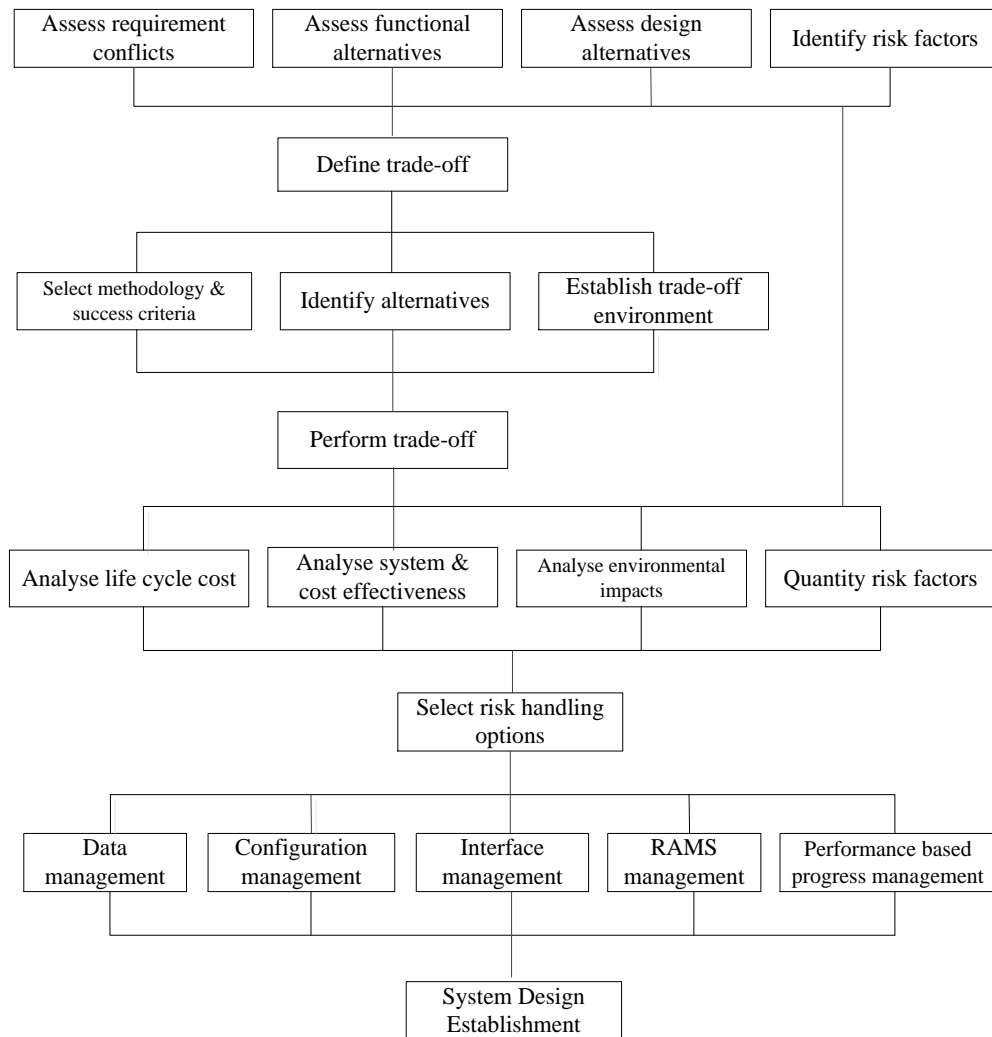 Assess requirement
conflicts
Assess functional
alternatives
Assess design
alternatives
Identify risk factors
Define trade-off
Select methodology &
success criteria
Identify alternatives
Establish trade-off
environment
Perform trade-off
Analyse life cycle cost
Analyse system &
cost effectiveness
Analyse environmental
impacts
Quantity risk factors
Select risk handling
options
Data
management
Configuration
management
Interface
management
RAMS
management
Performance based
progress management
System Design
Establishment